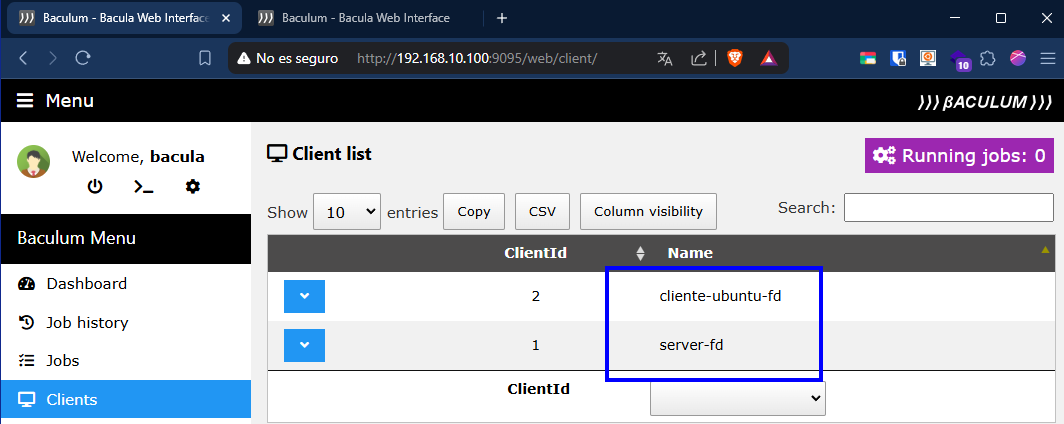 Baculum - Bacula Web Interface
Baculum - Bacula Web Interface
No es seguro http://192.168.10.100:9095/web/client/
10
Menu
βACULUM
Welcome, bacula
Baculum Menu
Dashboard
Job history
Jobs
Clients
Client list
Running jobs: 0
Show 10 entries Copy CSV Column visibility Search:
ClientId Name
2 cliente-ubuntu-fd
1 server-fd
ClientId